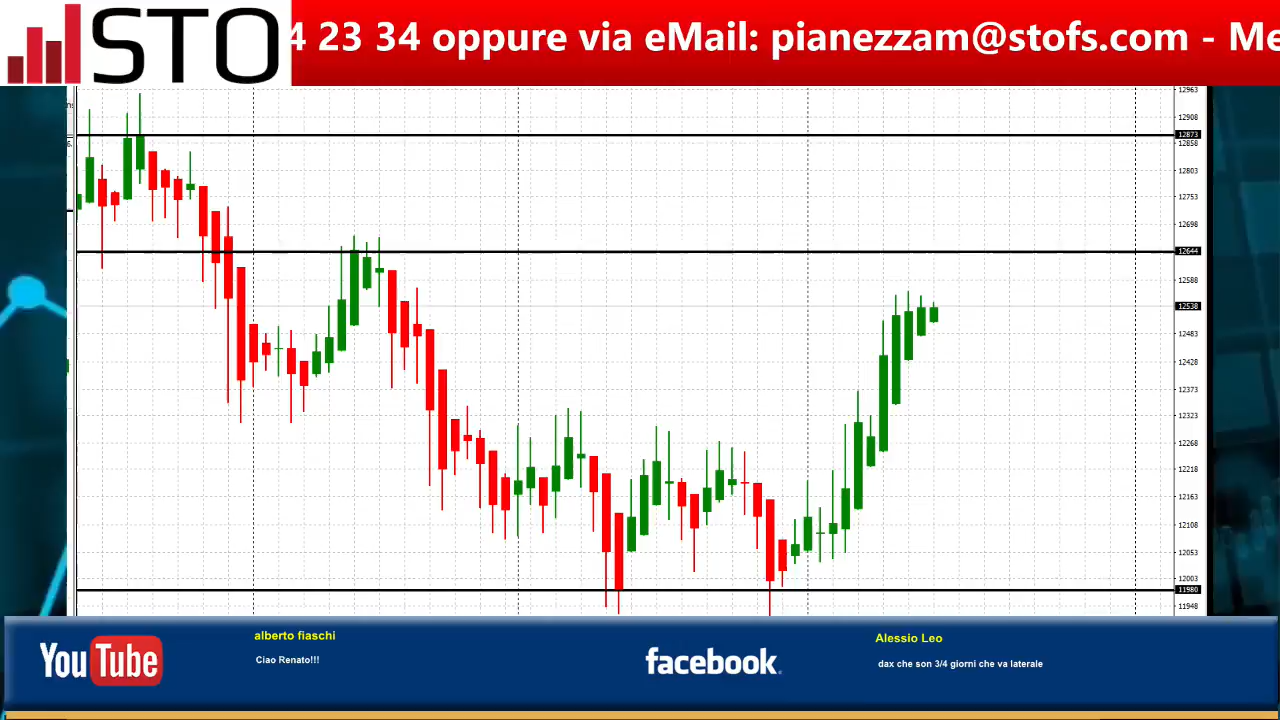 STO
4 23 34 oppure via eMail: pianezzam@stofs.com - Me
12963
12908
12873
12858
12803
12753
12698
12644
12588
12538
12483
12428
12373
12323
12268
12218
12163
12108
12053
12003
11980
11948
YouTube
alberto fiaschi
Ciao Renato!!!
facebook
Alessio Leo
dax che son 3/4 giorni che va laterale